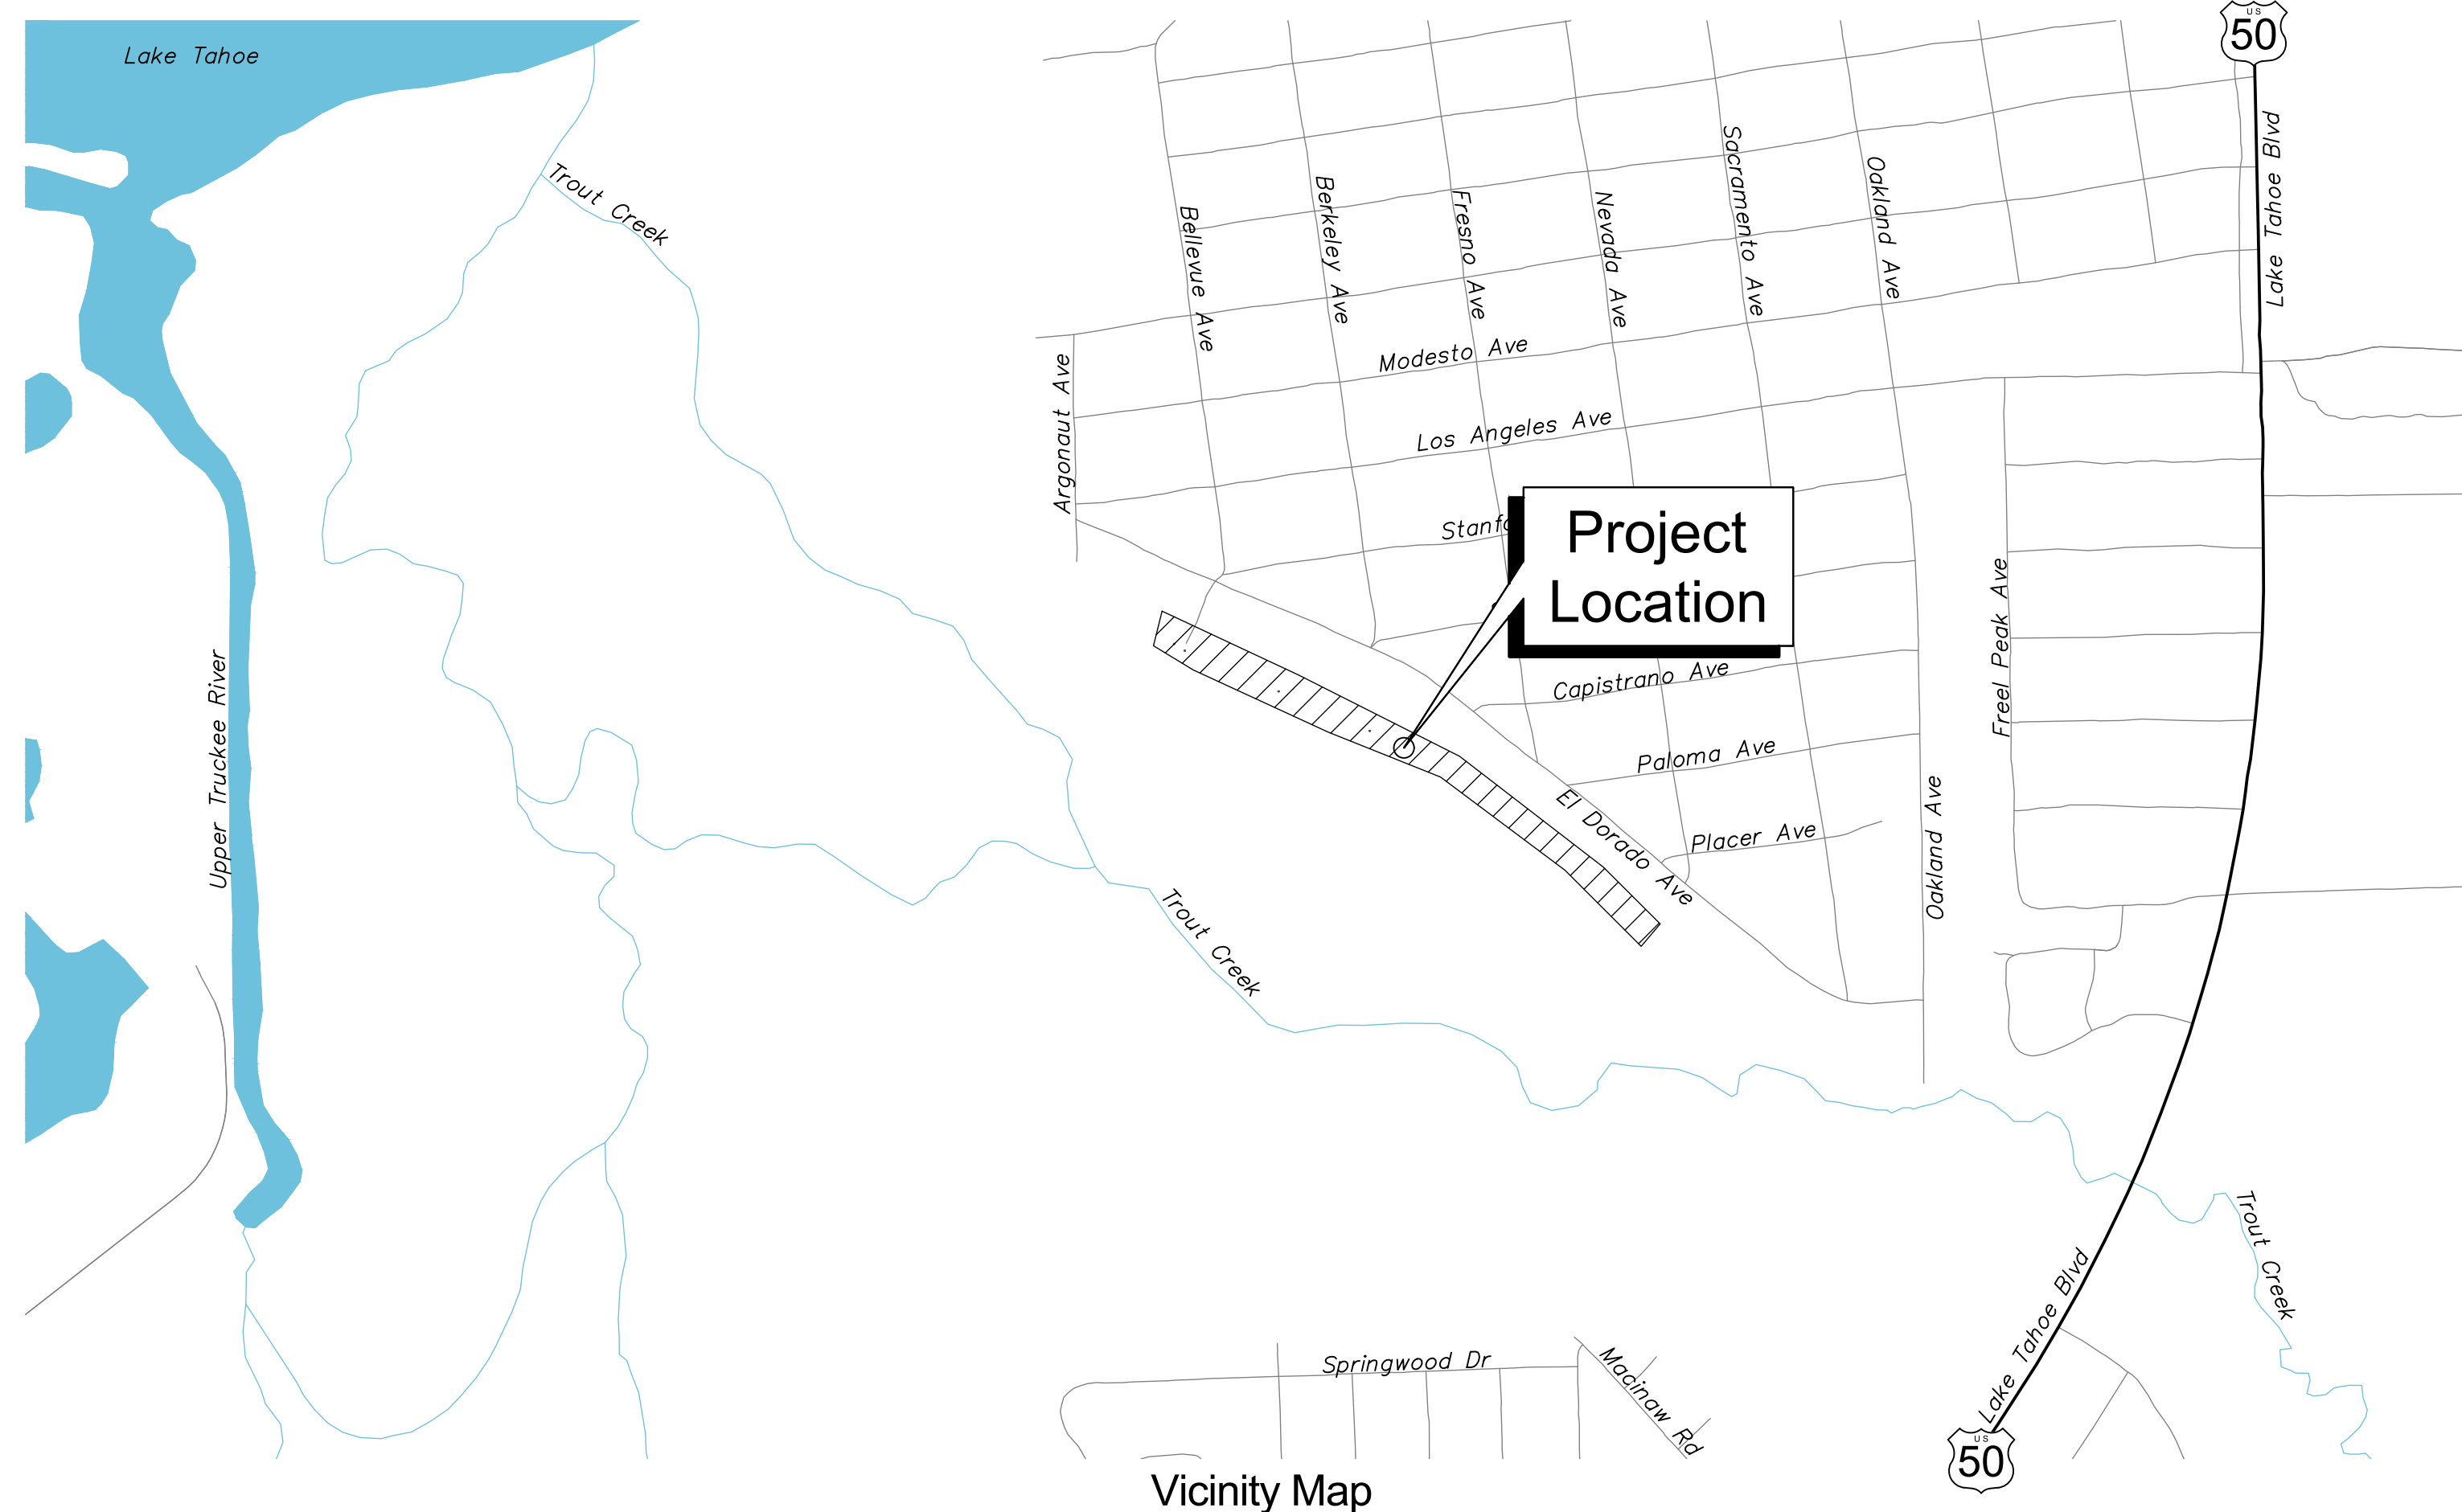 US
50
Lake Tahoe
Lake Tahoe Blvd
Sacramento Ave
Oakland Ave
Trout Creek
Berkeley Ave
Fresno Ave
Nevada Ave
Bellevue Ave
Modesto Ave
Argonaut Ave
Los Angeles Ave
Project
Location
Freel Peak Ave
Upper Truckee River
Capistrano Ave
Paloma Ave
El Dorado Ave
Placer Ave
Oakland Ave
Trout Creek
Trout Creek
Lake Tahoe Blvd
Springwood Dr
Macinaw Rd
US
50
Vicinity Map